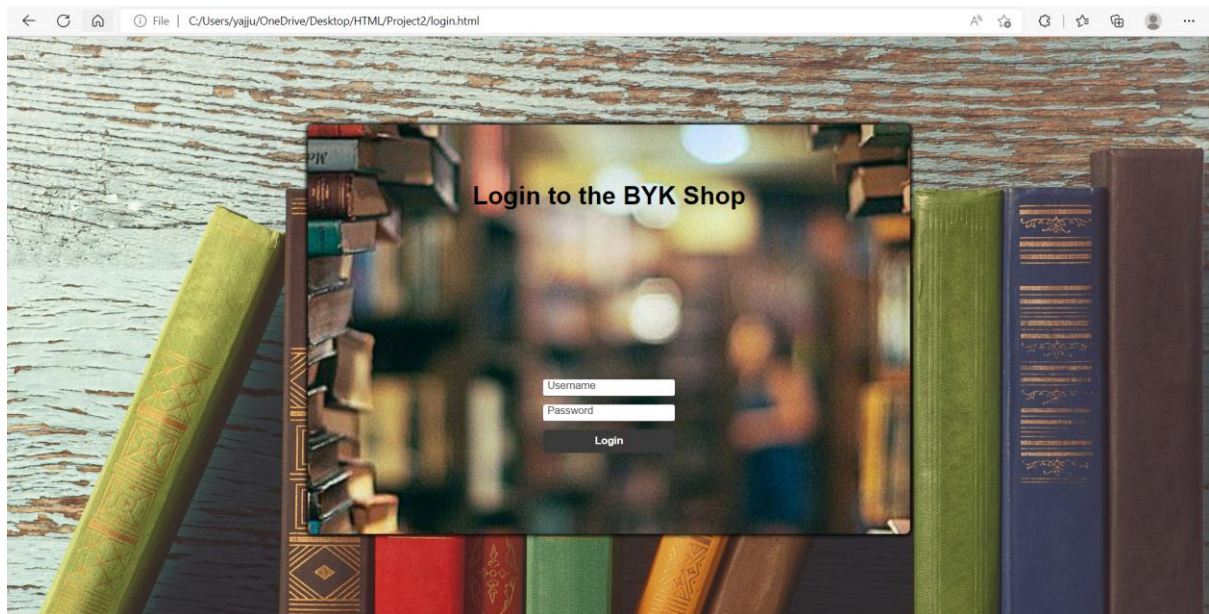 File | C:/Users/yajju/OneDrive/Desktop/HTML/Project2/login.html
Login to the BYK Shop
Username
Password
Login